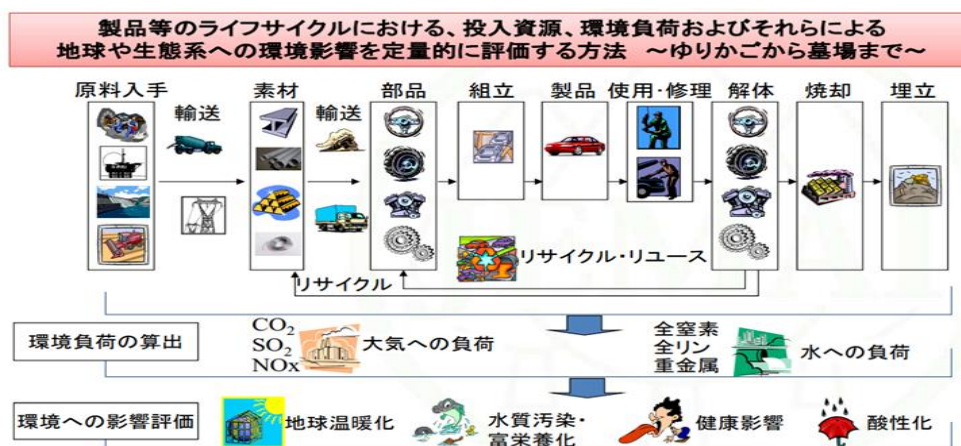 製品等のライフサイクルにおける、投入資源、環境負荷およびそれらによる
地球や生態系への環境影響を定量的に評価する方法 ～ゆりかごから墓場まで～
原料入手
輸送
素材
輸送
部品
組立
製品
使用・修理
解体
焼却
埋立
リサイクル・リユース
リサイクル
環境負荷の算出
CO2
SO2
NOx
大気への負荷
全窒素
全リン
重金属
水への負荷
環境への影響評価
地球温暖化
水質汚染・
富栄養化
健康影響
酸性化